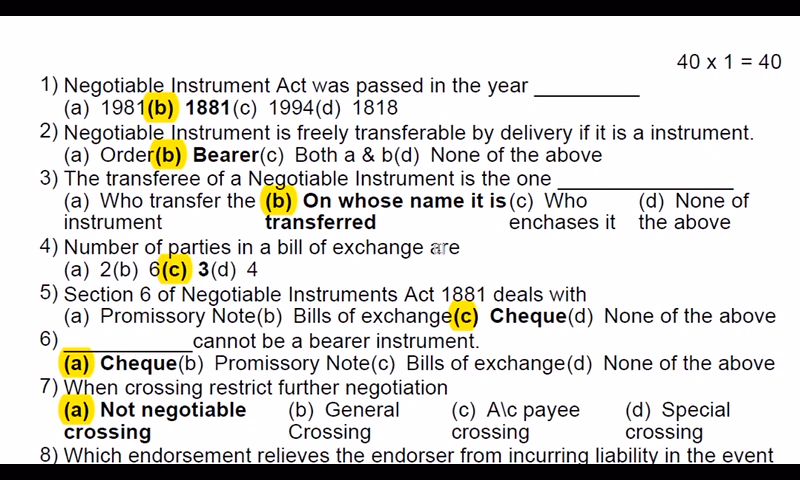 40 x 1 = 40
1) Negotiable Instrument Act was passed in the year __________
(a) 1981(b) 1881(c) 1994(d) 1818
2) Negotiable Instrument is freely transferable by delivery if it is a instrument.
(a) Order(b) Bearer(c) Both a & b(d) None of the above
3) The transferee of a Negotiable Instrument is the one ________________
(a) Who transfer the (b) On whose name it is (c) Who (d) None of
instrument transferred enchases it the above
4) Number of parties in a bill of exchange are
(a) 2(b) 6(c) 3(d) 4
5) Section 6 of Negotiable Instruments Act 1881 deals with
(a) Promissory Note(b) Bills of exchange(c) Cheque(d) None of the above
6) ____________cannot be a bearer instrument.
(a) Cheque(b) Promissory Note(c) Bills of exchange(d) None of the above
7) When crossing restrict further negotiation
(a) Not negotiable (b) General (c) A\c payee (d) Special
crossing Crossing crossing crossing
8) Which endorsement relieves the endorser from incurring liability in the event